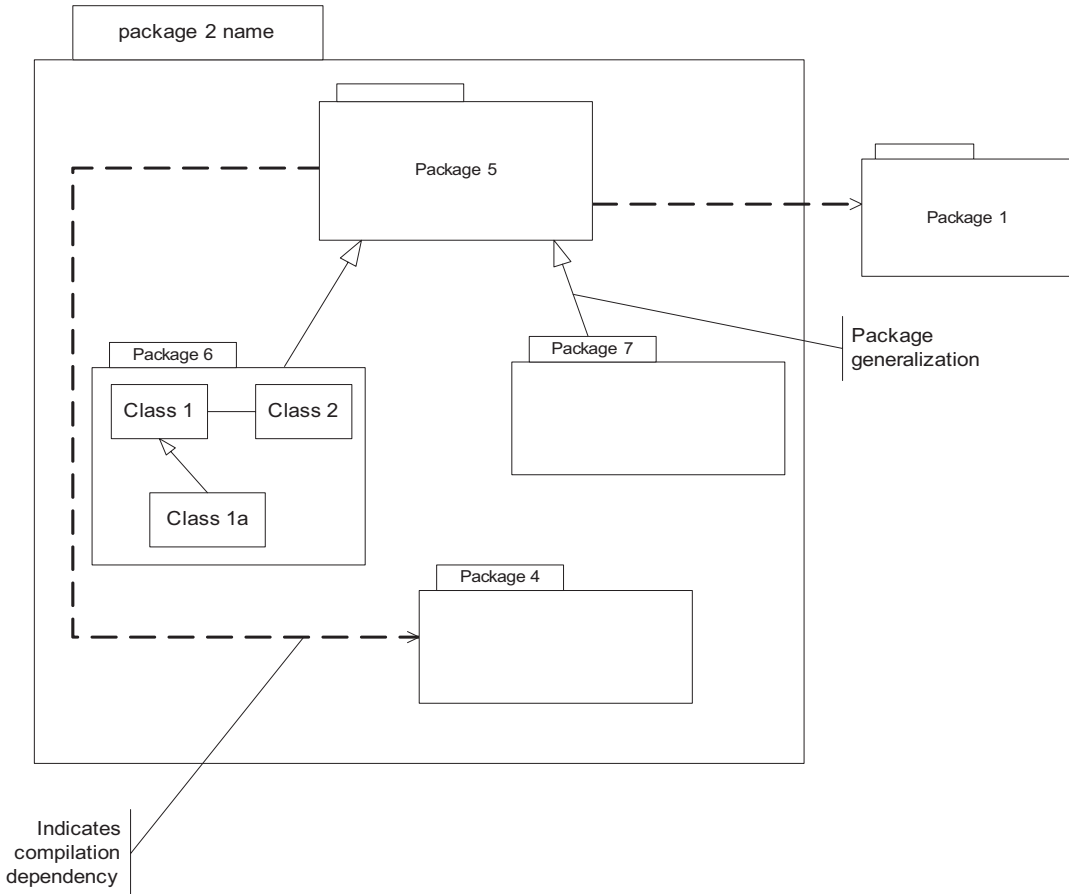 package 2 name
Package 5
Package 1
Package
generalization
Package 6
Package 7
Class 1
Class 2
Class 1a
Package 4
Indicates
compilation
dependency